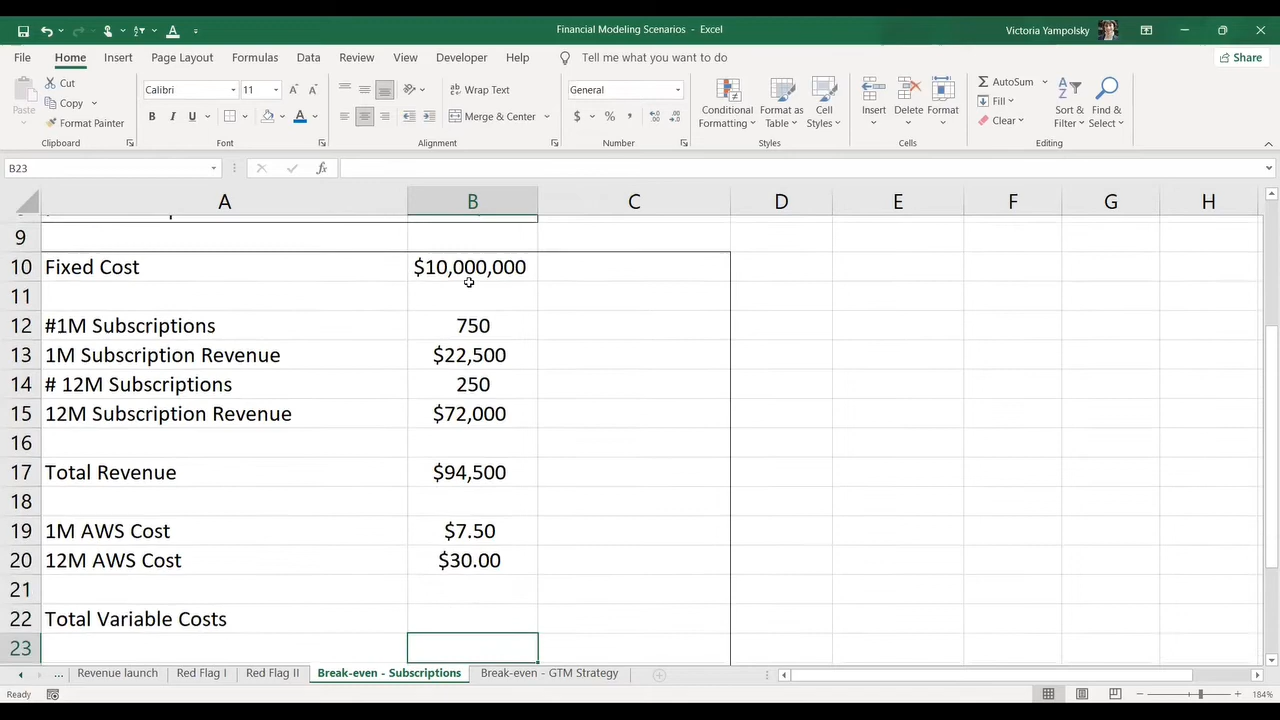 Financial Modeling Scenarios - Excel
Victoria Yampolsky
File Home Insert Page Layout Formulas Data Review View Developer Help Tell me what you want to do Share
Paste
Cut
Copy
Format Painter
Clipboard
Calibri 11
B I U A
Font
Wrap Text
Merge & Center
Alignment
General
$ % ,
Number
Conditional Formatting
Format as Table
Cell Styles
Styles
Insert
Delete
Format
Cells
AutoSum
Fill
Clear
Sort & Filter
Find & Select
Editing
B23 fx
A B C D E F G H
9
10 Fixed Cost $10,000,000
11
12 #1M Subscriptions 750
13 1M Subscription Revenue $22,500
14 # 12M Subscriptions 250
15 12M Subscription Revenue $72,000
16
17 Total Revenue $94,500
18
19 1M AWS Cost $7.50
20 12M AWS Cost $30.00
21
22 Total Variable Costs
23
... Revenue launch Red Flag I Red Flag II Break-even - Subscriptions Break-even - GTM Strategy
Ready 184%